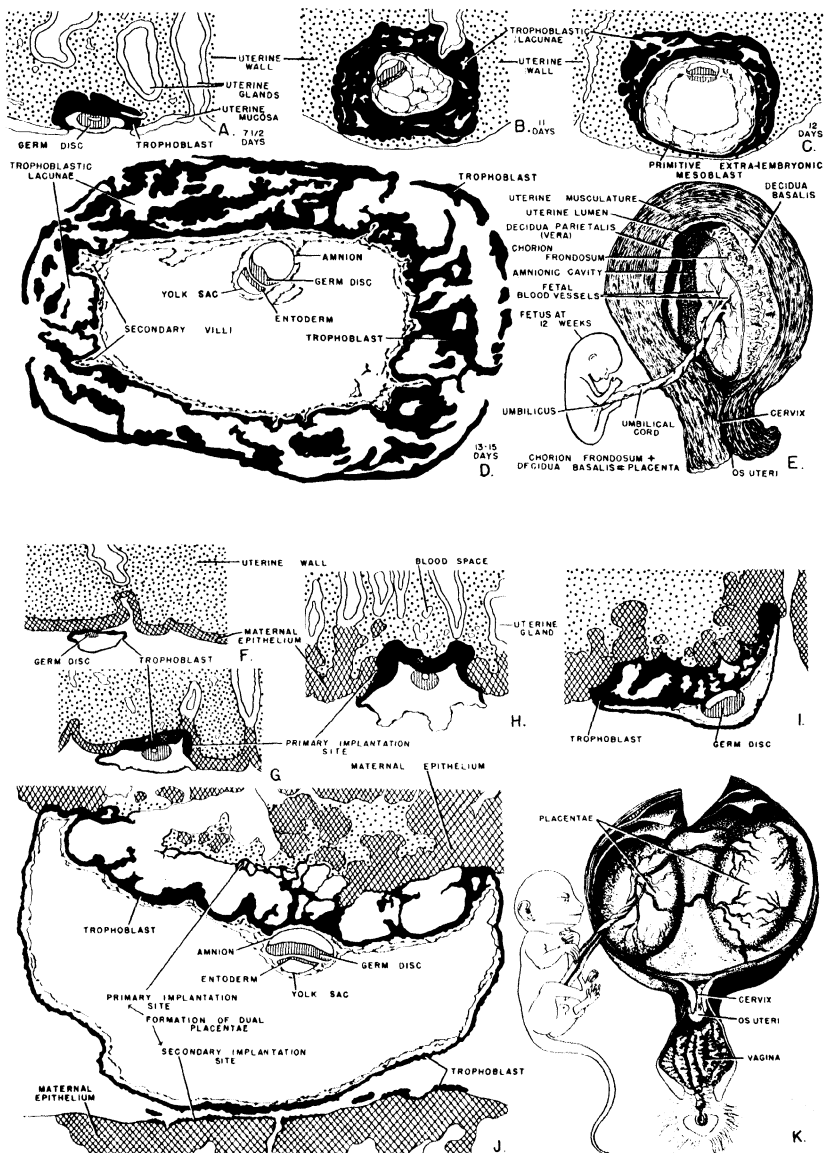 UTERINE
WALL
UTERINE
GLANDS
UTERINE
MUCOSA
GERM DISC
TROPHOBLAST
A.
7 1/2
DAYS
TROPHOBLASTIC
LACUNAE
UTERINE
WALL
B.
11
DAYS
12
DAYS
C.
PRIMITIVE EXTRA-EMBRYONIC
MESOBLAST
TROPHOBLASTIC
LACUNAE
TROPHOBLAST
AMNION
GERM DISC
YOLK SAC
ENTODERM
SECONDARY VILLI
TROPHOBLAST
13-15
DAYS
D.
DECIDUA
BASALIS
UTERINE MUSCULATURE
UTERINE LUMEN
DECIDUA PARIETALIS
(VERA)
CHORION
FRONDOSUM
AMNIONIC CAVITY
FETAL
BLOOD VESSELS
FETUS AT
12 WEEKS
UMBILICUS
UMBILICAL
CORD
CERVIX
OS UTERI
E.
CHORION FRONDOSUM +
DECIDUA BASALIS = PLACENTA
UTERINE WALL
MATERNAL
EPITHELIUM
GERM DISC
TROPHOBLAST
F.
PRIMARY IMPLANTATION
SITE
G
BLOOD SPACE
UTERINE
GLAND
H.
TROPHOBLAST
GERM DISC
I.
MATERNAL EPITHELIUM
TROPHOBLAST
AMNION
GERM DISC
ENTODERM
YOLK SAC
PRIMARY IMPLANTATION
SITE
FORMATION OF DUAL
PLACENTAE
SECONDARY IMPLANTATION
SITE
TROPHOBLAST
MATERNAL
EPITHELIUM
J.
PLACENTAE
CERVIX
OS UTERI
VAGINA
K.